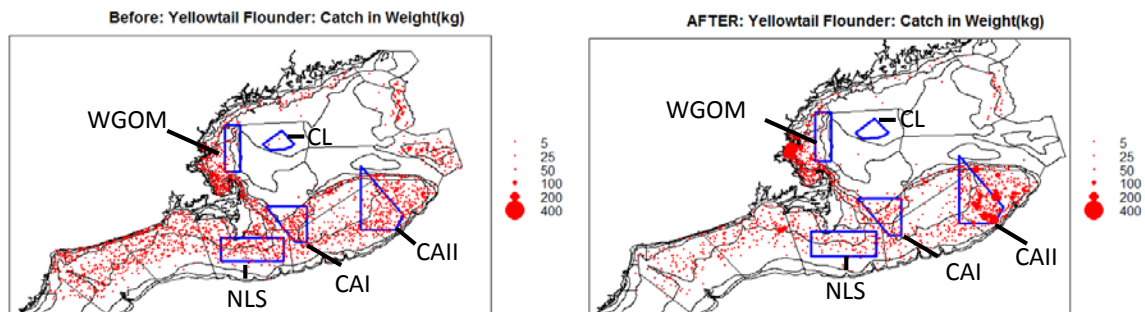 Before: Yellowtail Flounder: Catch in Weight(kg)
WGOM
CL
CAII
CAI
NLS
5
25
50
100
200
400
AFTER: Yellowtail Flounder: Catch in Weight(kg)
WGOM
CL
CAII
CAI
NLS
5
25
50
100
200
400